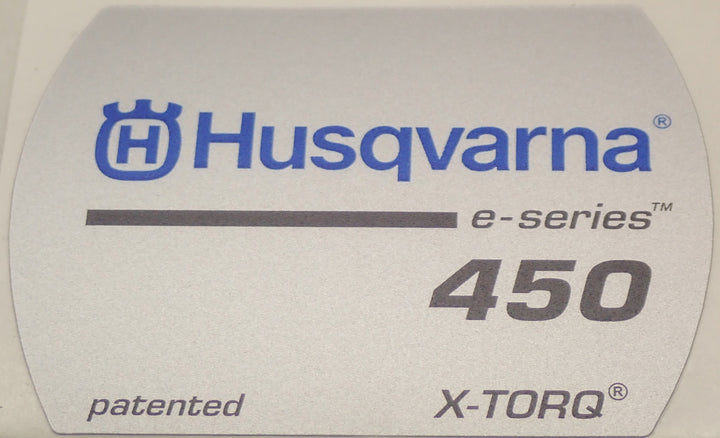 H Husqvarna®
e-series™
450
patented X-TORQ®